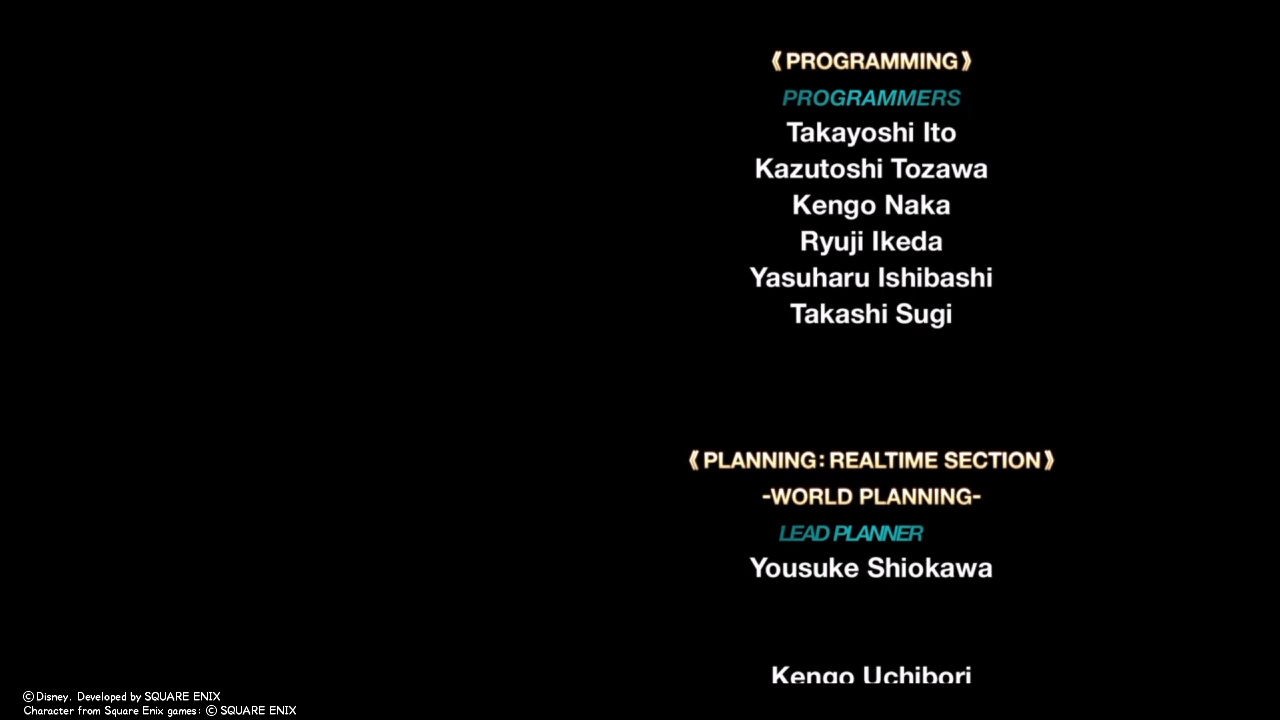 《PROGRAMMING》
PROGRAMMERS
Takayoshi Ito
Kazutoshi Tozawa
Kengo Naka
Ryuji Ikeda
Yasuharu Ishibashi
Takashi Sugi
《PLANNING: REALTIME SECTION》
-WORLD PLANNING-
LEAD PLANNER
Yousuke Shiokawa
Kengo Uchibori
©Disney. Developed by SQUARE ENIX
Character from Square Enix games: © SQUARE ENIX